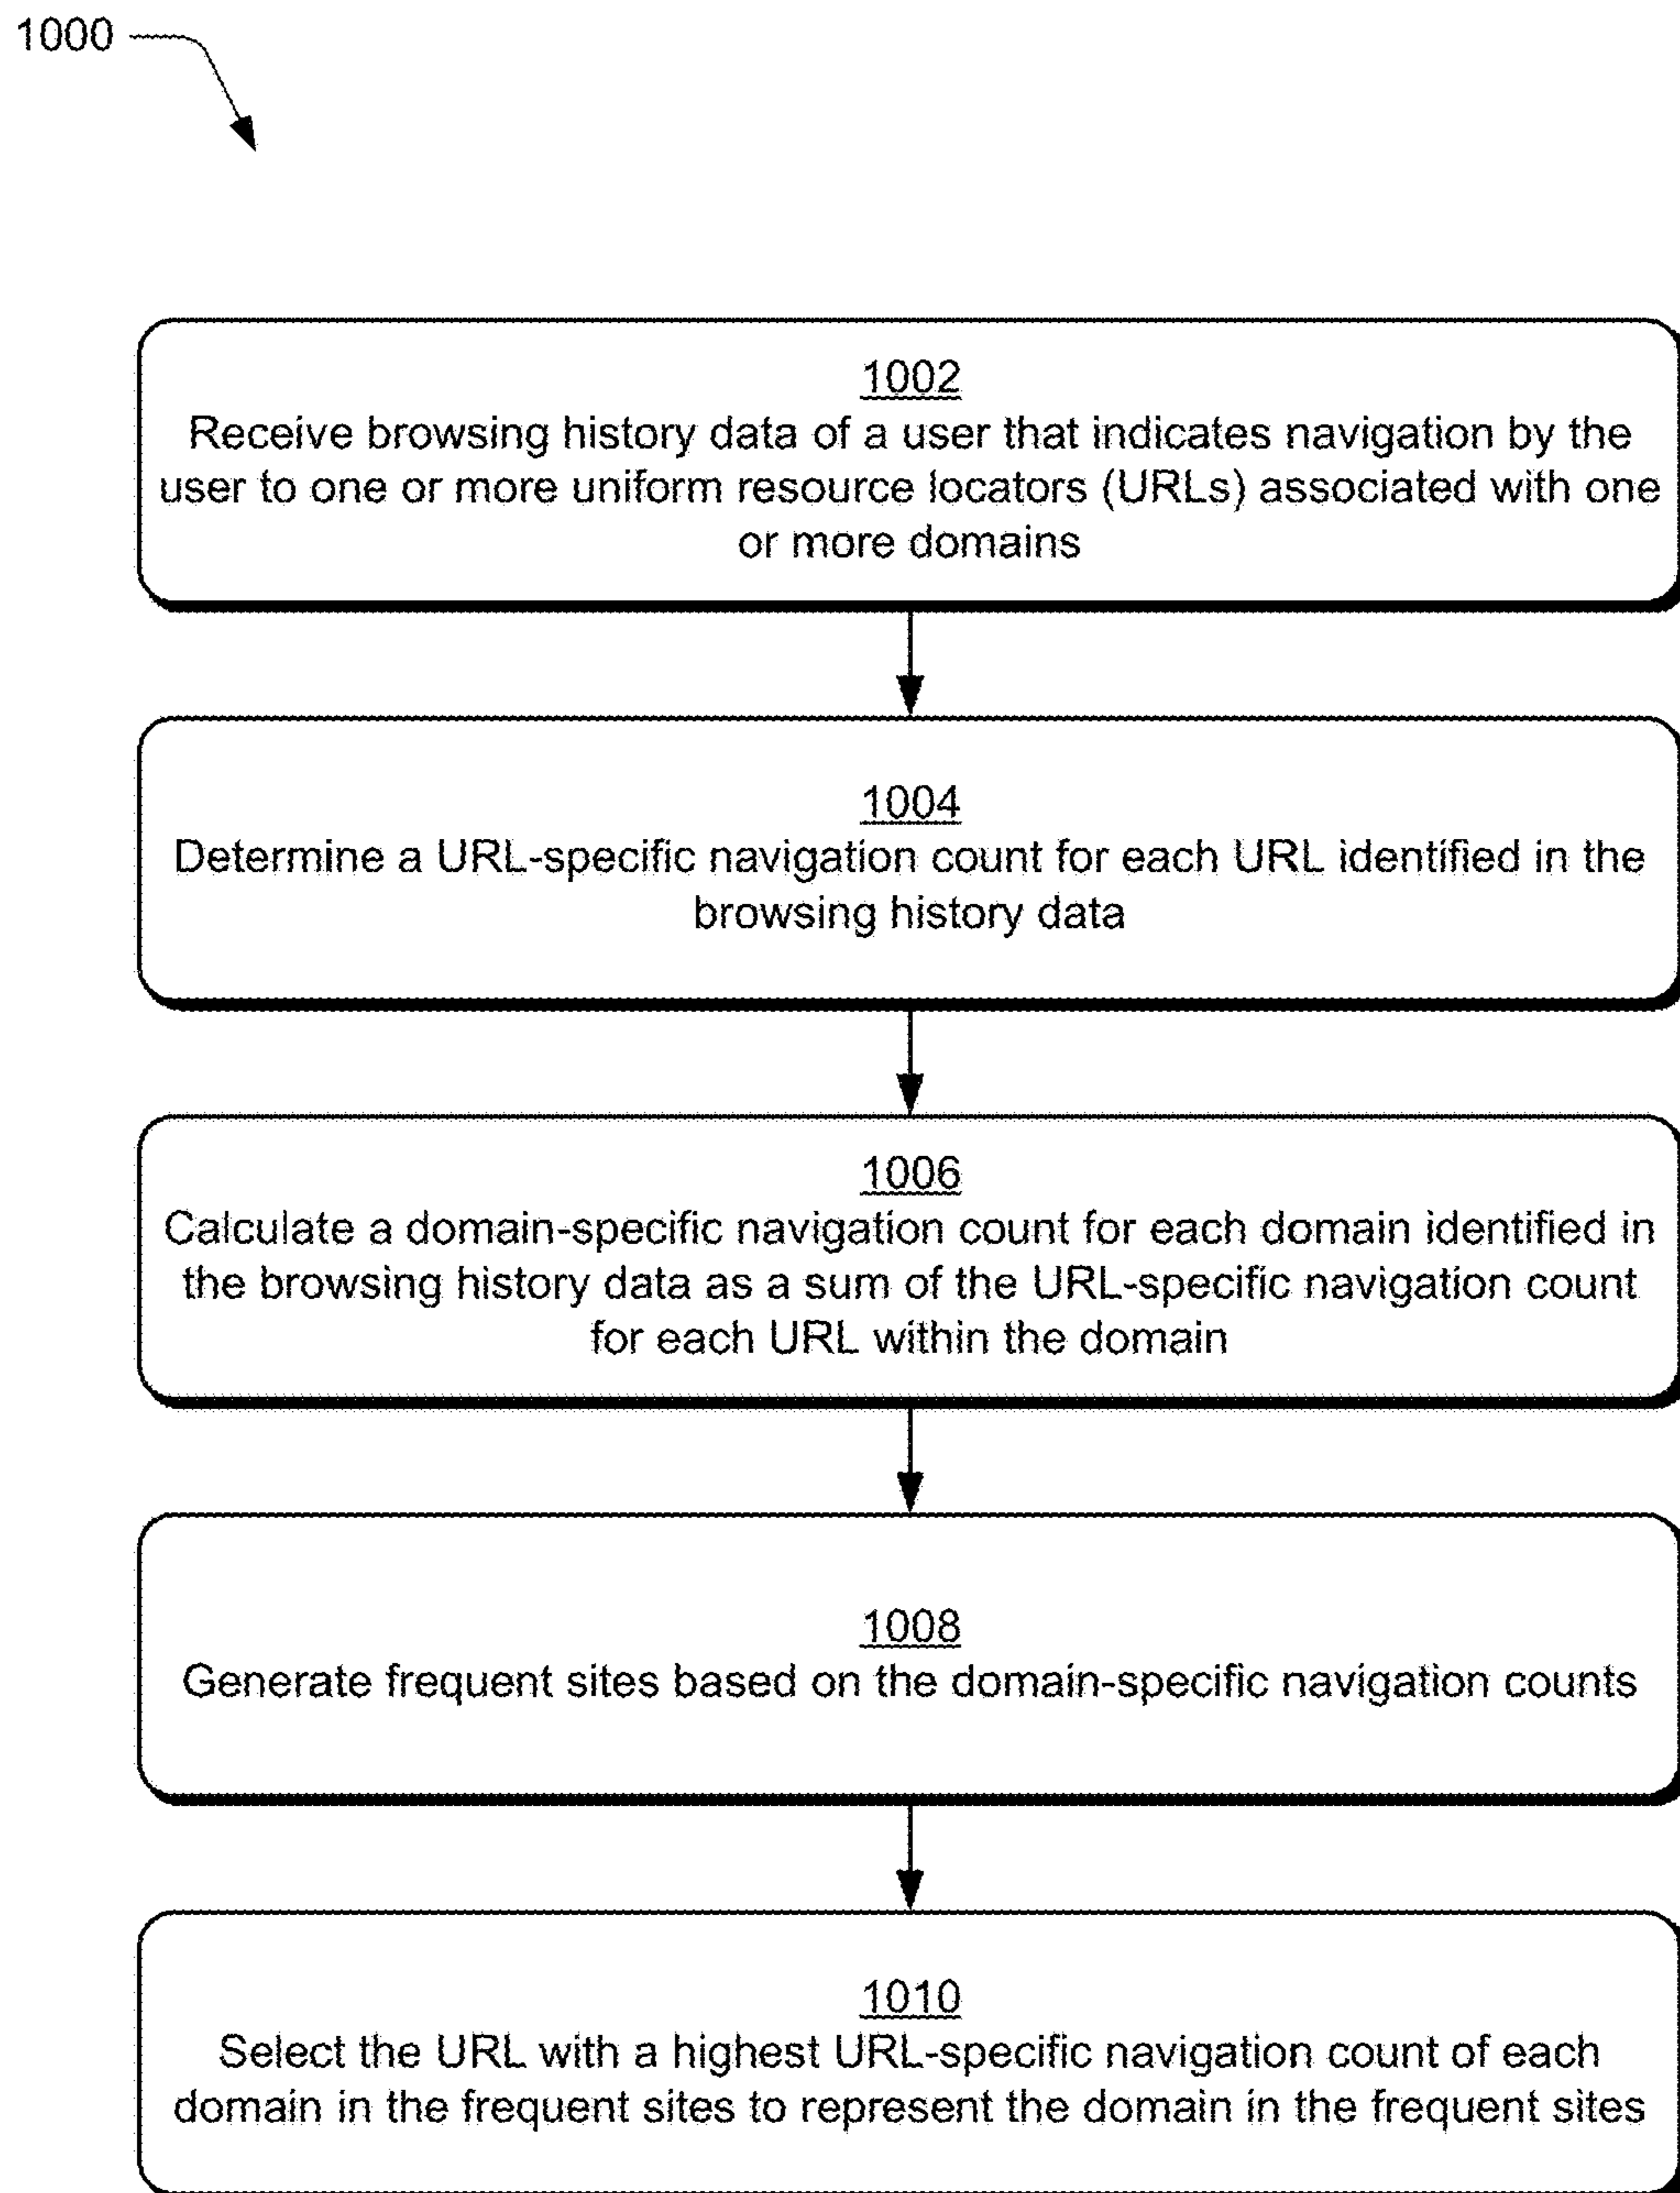 1000
1002
Receive browsing history data of a user that indicates navigation by the
user to one or more uniform resource locators (URLs) associated with one
or more domains
1004
Determine a URL-specific navigation count for each URL identified in the
browsing history data
1006
Calculate a domain-specific navigation count for each domain identified in
the browsing history data as a sum of the URL-specific navigation count
for each URL within the domain
1008
Generate frequent sites based on the domain-specific navigation counts
1010
Select the URL with a highest URL-specific navigation count of each
domain in the frequent sites to represent the domain in the frequent sites